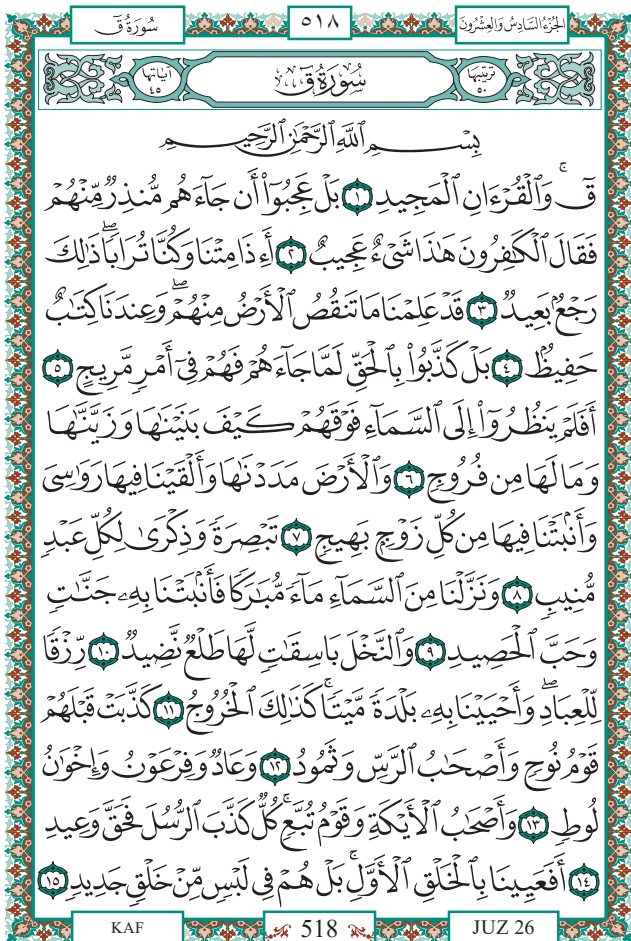 الجُزْءُ السَّادِسُ وَالعِشْرُونَ
٥١٨
سُورَةُ قٓ
تَرْتِيبُهَا ٥٠
سُورَةُ قٓ
آيَاتُهَا ٤٥
بِسْمِ ٱللَّهِ ٱلرَّحْمَٰنِ ٱلرَّحِيمِ
قٓۚ وَٱلْقُرْءَانِ ٱلْمَجِيدِ ١ بَلْ عَجِبُوٓا۟ أَن جَآءَهُم مُّنذِرٌ مِّنْهُمْ
فَقَالَ ٱلْكَٰفِرُونَ هَٰذَا شَىْءٌ عَجِيبٌ ٢ أَءِذَا مِتْنَا وَكُنَّا تُرَابًاۖ ذَٰلِكَ
رَجْعٌۢ بَعِيدٌ ٣ قَدْ عَلِمْنَا مَا تَنقُصُ ٱلْأَرْضُ مِنْهُمْۖ وَعِندَنَا كِتَٰبٌ
حَفِيظٌۢ ٤ بَلْ كَذَّبُوا۟ بِٱلْحَقِّ لَمَّا جَآءَهُمْ فَهُمْ فِىٓ أَمْرٍ مَّرِيجٍ ٥
أَفَلَمْ يَنظُرُوٓا۟ إِلَى ٱلسَّمَآءِ فَوْقَهُمْ كَيْفَ بَنَيْنَٰهَا وَزَيَّنَّٰهَا
وَمَا لَهَا مِن فُرُوجٍ ٦ وَٱلْأَرْضَ مَدَدْنَٰهَا وَأَلْقَيْنَا فِيهَا رَوَٰسِىَ
وَأَنۢبَتْنَا فِيهَا مِن كُلِّ زَوْجٍۭ بَهِيجٍ ٧ تَبْصِرَةً وَذِكْرَىٰ لِكُلِّ عَبْدٍ
مُّنِيبٍ ٨ وَنَزَّلْنَا مِنَ ٱلسَّمَآءِ مَآءً مُّبَٰرَكًا فَأَنۢبَتْنَا بِهِۦ جَنَّٰتٍ
وَحَبَّ ٱلْحَصِيدِ ٩ وَٱلنَّخْلَ بَاسِقَٰتٍ لَّهَا طَلْعٌ نَّضِيدٌ ١٠ رِّزْقًا
لِّلْعِبَادِۖ وَأَحْيَيْنَا بِهِۦ بَلْدَةً مَّيْتًاۚ كَذَٰلِكَ ٱلْخُرُوجُ ١١ كَذَّبَتْ قَبْلَهُمْ
قَوْمُ نُوحٍ وَأَصْحَٰبُ ٱلرَّسِّ وَثَمُودُ ١٢ وَعَادٌ وَفِرْعَوْنُ وَإِخْوَٰنُ
لُوطٍ ١٣ وَأَصْحَٰبُ ٱلْأَيْكَةِ وَقَوْمُ تُبَّعٍۚ كُلٌّ كَذَّبَ ٱلرُّسُلَ فَحَقَّ وَعِيدِ
١٤ أَفَعَيِينَا بِٱلْخَلْقِ ٱلْأَوَّلِۚ بَلْ هُمْ فِى لَبْسٍ مِّنْ خَلْقٍ جَدِيدٍ ١٥
KAF
518
JUZ 26